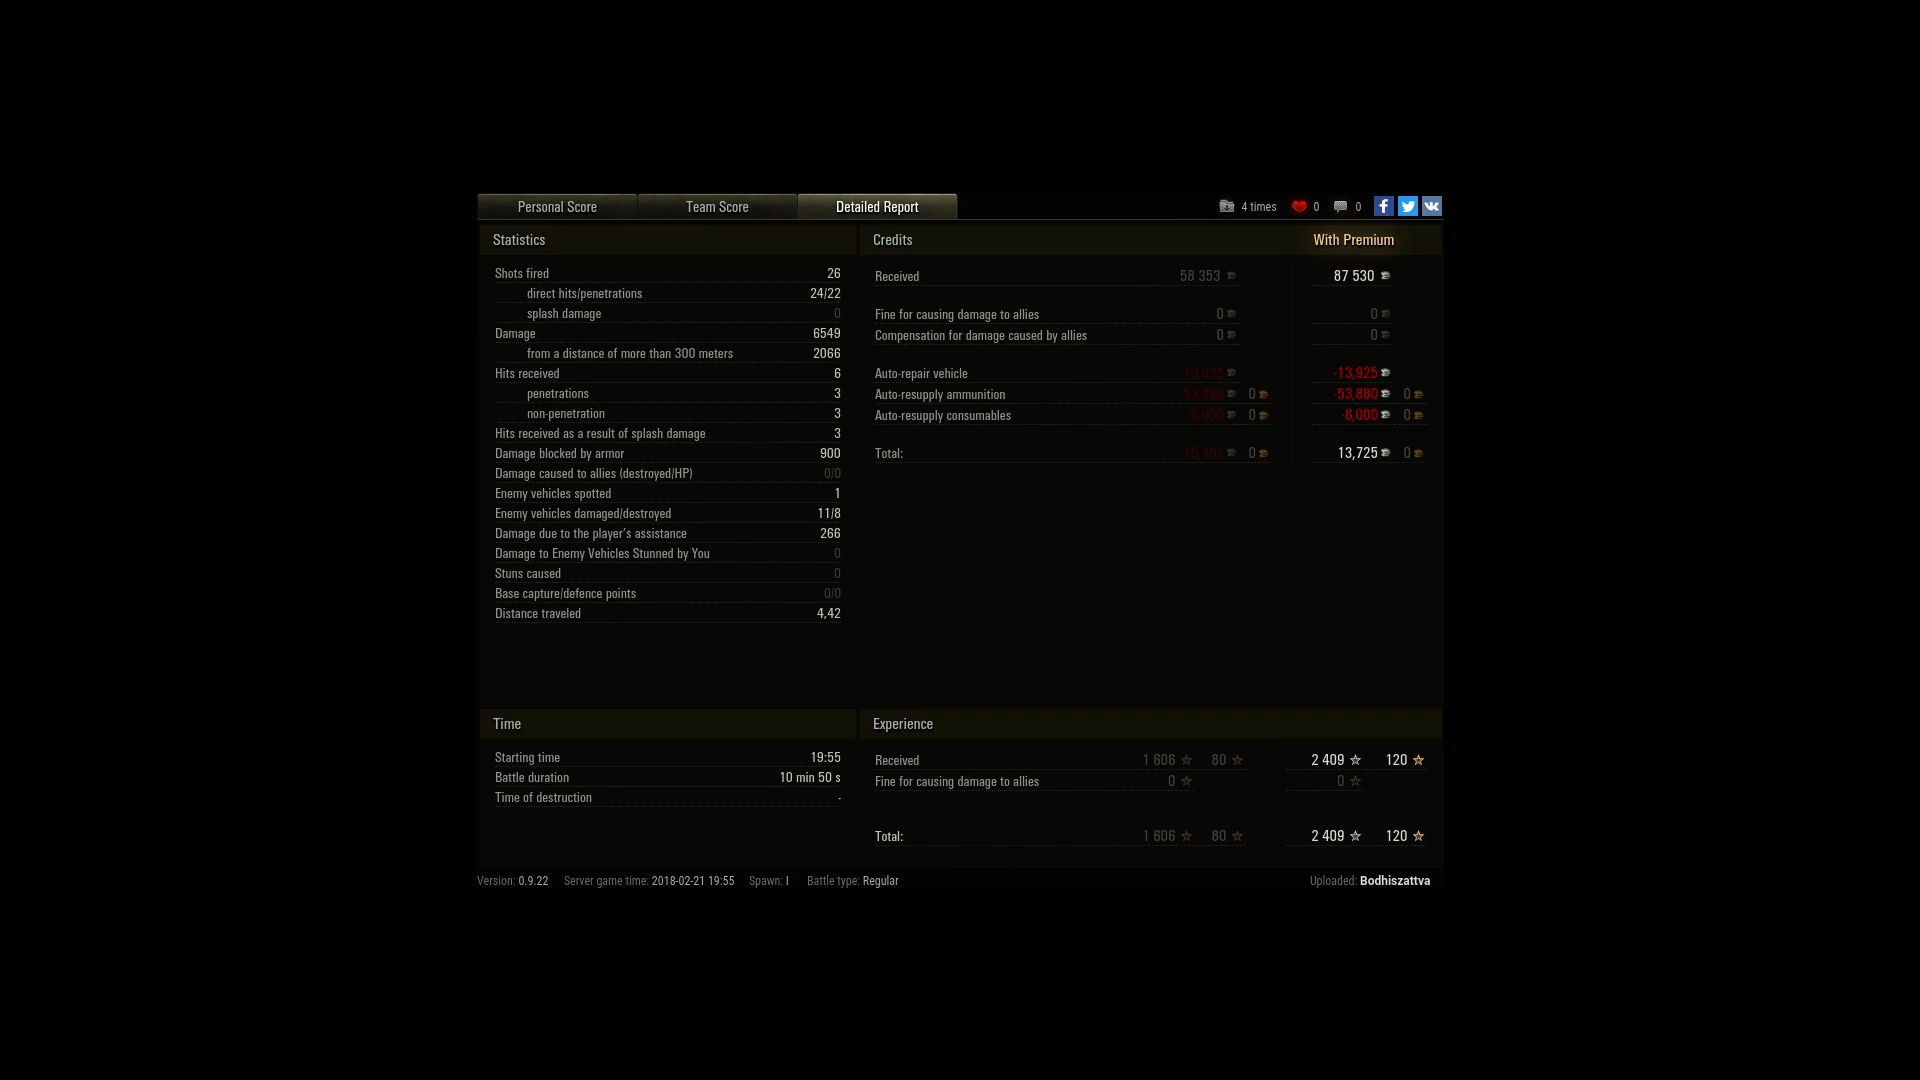 Personal Score Team Score Detailed Report 4 times 0 0
Statistics
Shots fired 26
direct hits/penetrations 24/22
splash damage 0
Damage 6549
from a distance of more than 300 meters 2066
Hits received 6
penetrations 3
non-penetration 3
Hits received as a result of splash damage 3
Damage blocked by armor 900
Damage caused to allies (destroyed/HP) 0/0
Enemy vehicles spotted 1
Enemy vehicles damaged/destroyed 11/8
Damage due to the player's assistance 266
Damage to Enemy Vehicles Stunned by You 0
Stuns caused 0
Base capture/defence points 0/0
Distance traveled 4,42
Credits With Premium
Received 58 353 87 530
Fine for causing damage to allies 0 0
Compensation for damage caused by allies 0 0
Auto-repair vehicle -13,925 -13,925
Auto-resupply ammunition -53,880 0 -53,880 0
Auto-resupply consumables -6,000 0 -6,000 0
Total: 0 13,725 0
Time
Starting time 19:55
Battle duration 10 min 50 s
Time of destruction -
Experience
Received 1 606 80 2 409 120
Fine for causing damage to allies 0 0
Total: 1 606 80 2 409 120
Version: 0.9.22 Server game time: 2018-02-21 19:55 Spawn: I Battle type: Regular Uploaded: Bodhiszattva